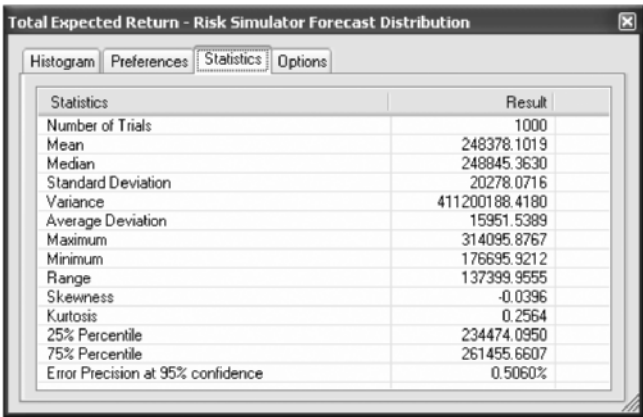 Total Expected Return - Risk Simulator Forecast Distribution
Histogram Preferences Statistics Options
Statistics Result
Number of Trials 1000
Mean 248378.1019
Median 248845.3630
Standard Deviation 20278.0716
Variance 411200188.4180
Average Deviation 15951.5389
Maximum 314095.8767
Minimum 176695.9212
Range 137399.9555
Skewness -0.0396
Kurtosis 0.2564
25% Percentile 234474.0950
75% Percentile 261455.6607
Error Precision at 95% confidence 0.5060%